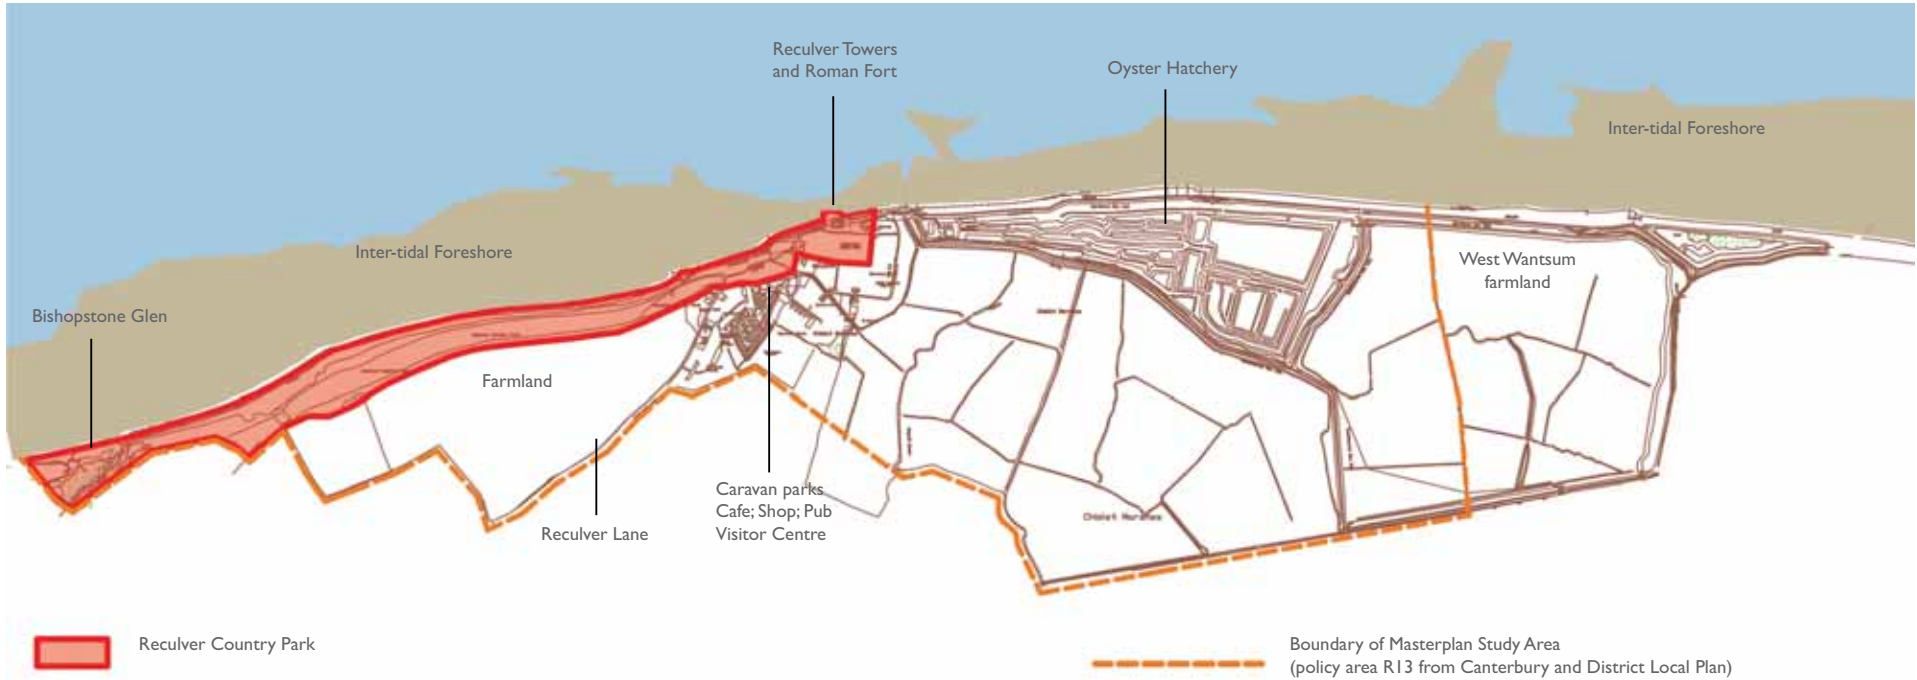 Reculver Towers
and Roman Fort
Oyster Hatchery
Inter-tidal Foreshore
Inter-tidal Foreshore
West Wantsum
farmland
Bishopstone Glen
Farmland
Caravan parks
Cafe; Shop; Pub
Visitor Centre
Reculver Lane
Chislet Marshes
Reculver Country Park
Boundary of Masterplan Study Area
(policy area R13 from Canterbury and District Local Plan)